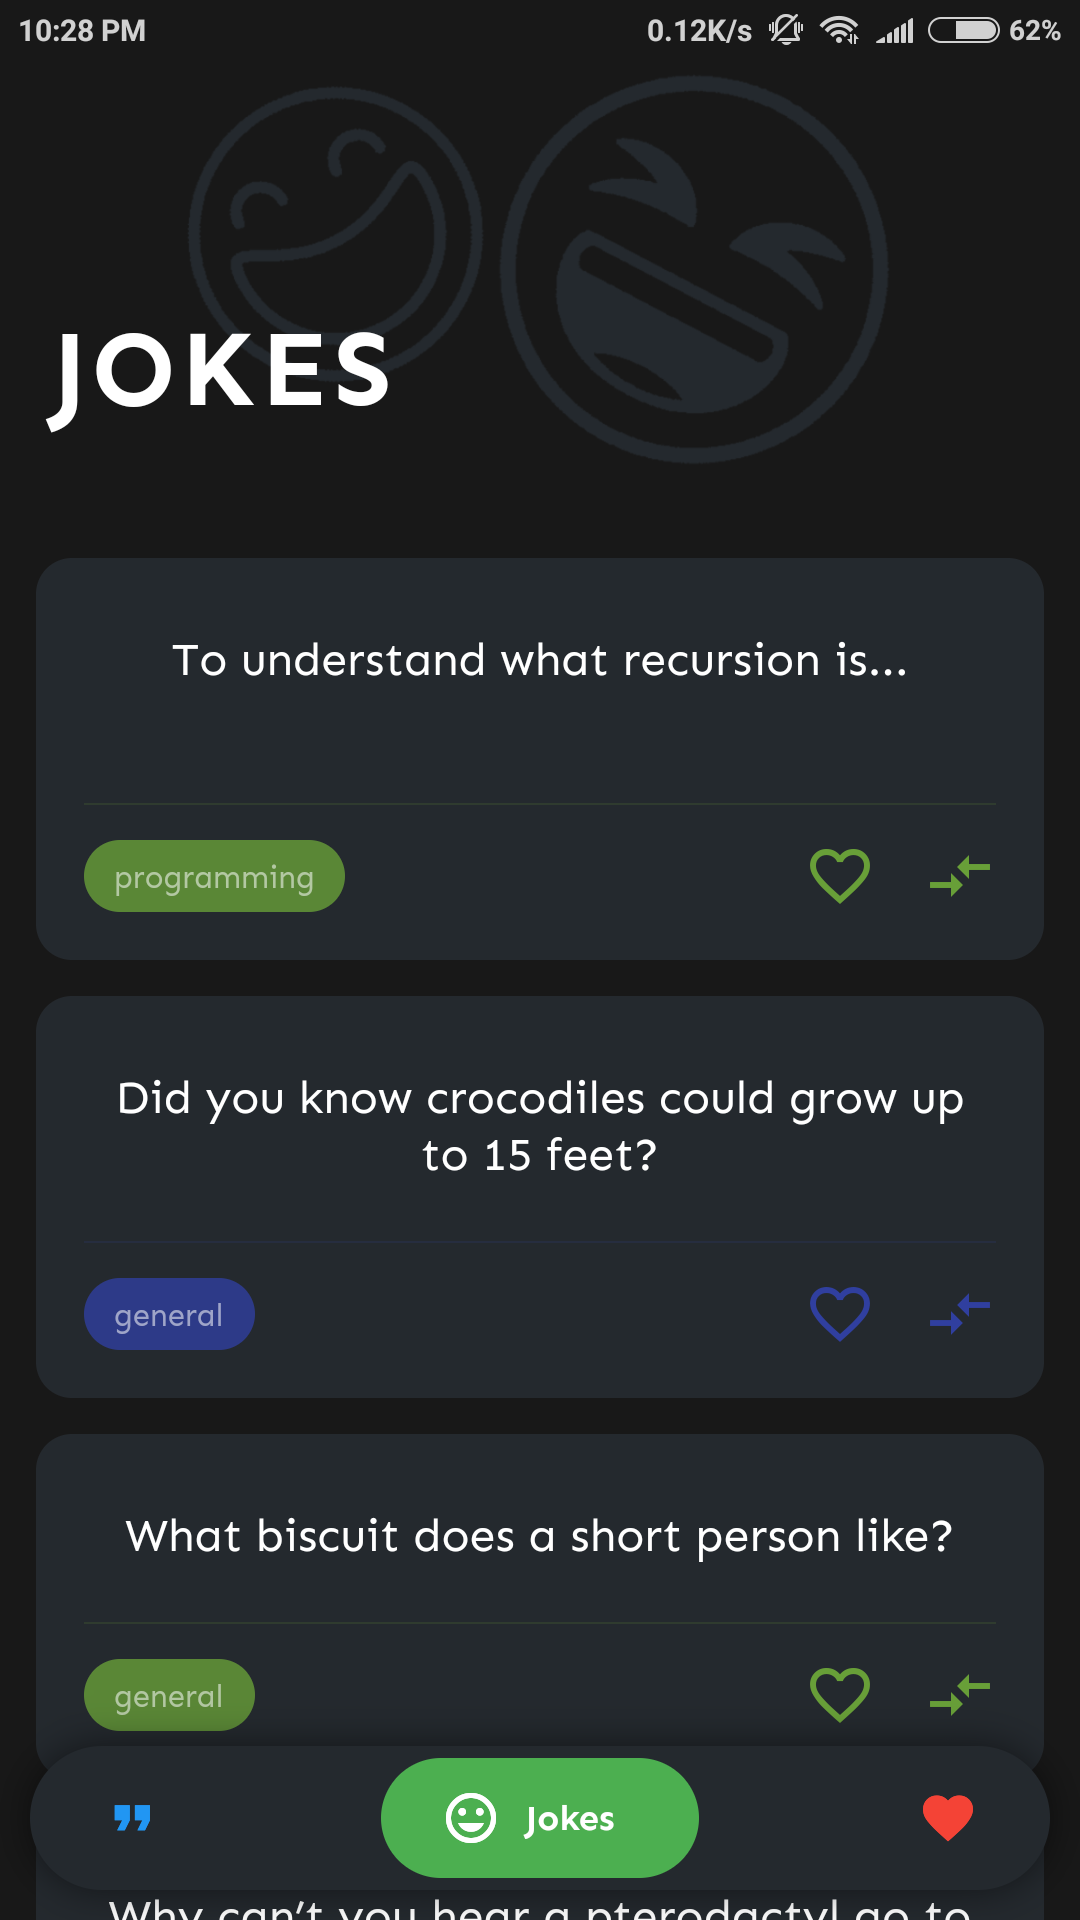 10:28 PM 0.12K/s 62%
JOKES
To understand what recursion is...
programming
Did you know crocodiles could grow up
to 15 feet?
general
What biscuit does a short person like?
general
Jokes
Why can't you hear a pterodactyl go to